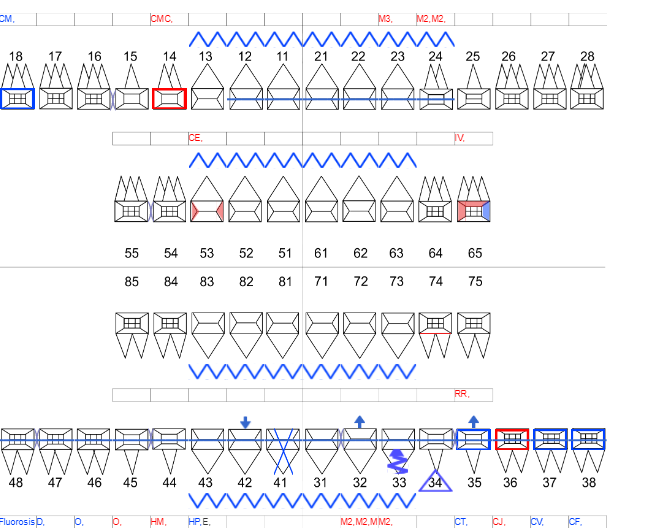 CM, CMC, M3, M2,M2,
18 17 16 15 14 13 12 11 21 22 23 24 25 26 27 28
CE, IV,
55 54 53 52 51 61 62 63 64 65
85 84 83 82 81 71 72 73 74 75
RR,
48 47 46 45 44 43 42 41 31 32 33 34 35 36 37 38
Fluorosis D, O, O, HM, HP,E, M2,M2,MM2, CT, CJ, CV, CF,